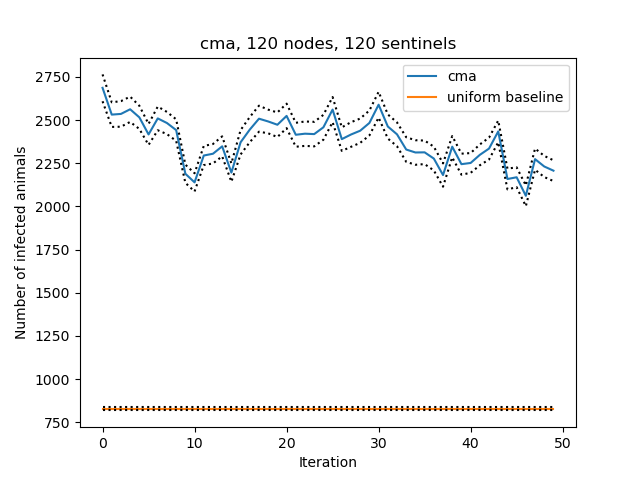 cma, 120 nodes, 120 sentinels
cma
uniform baseline
Number of infected animals
2750
2500
2250
2000
1750
1500
1250
1000
750
0 10 20 30 40 50
Iteration